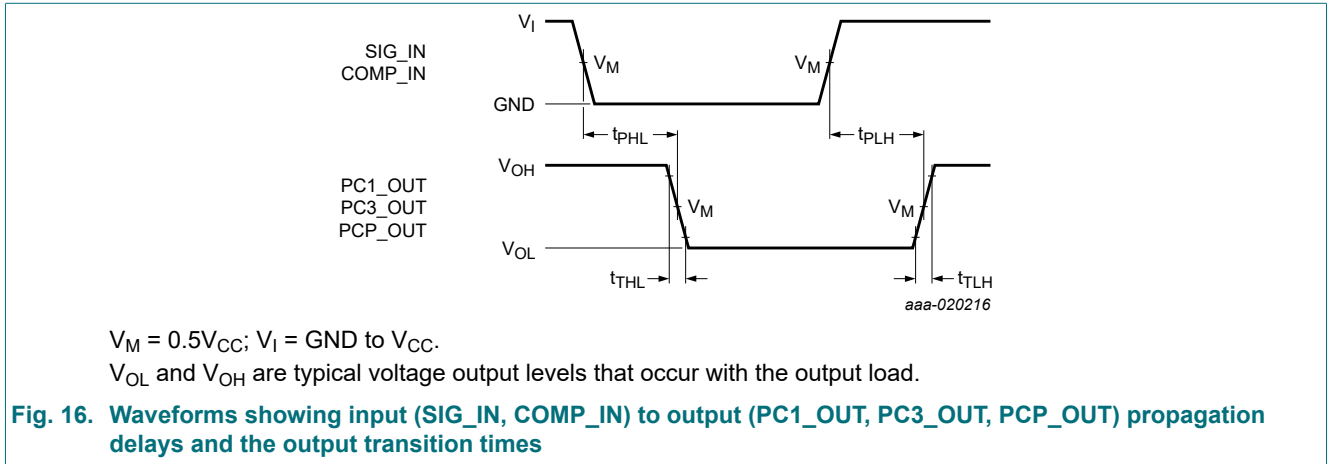 V_I
SIG_IN
COMP_IN
V_M
V_M
GND
t_PHL
t_PLH
V_OH
PC1_OUT
PC3_OUT
PCP_OUT
V_M
V_M
V_OL
t_THL
t_TLH
aaa-020216
V_M = 0.5V_CC; V_I = GND to V_CC.
V_OL and V_OH are typical voltage output levels that occur with the output load.
Fig. 16. Waveforms showing input (SIG_IN, COMP_IN) to output (PC1_OUT, PC3_OUT, PCP_OUT) propagation
delays and the output transition times